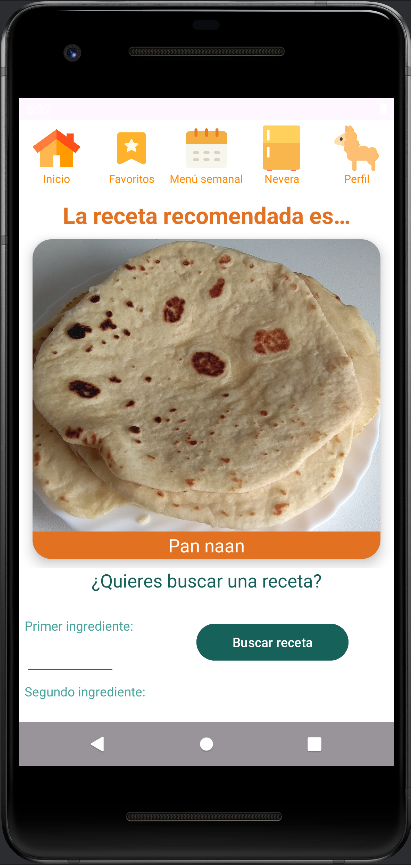 Inicio
Favoritos
Menú semanal
Nevera
Perfil
La receta recomendada es...
Pan naan
¿Quieres buscar una receta?
Primer ingrediente:
Buscar receta
Segundo ingrediente: